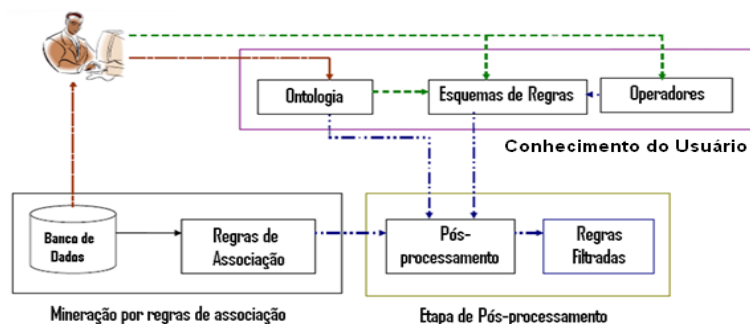 Ontologia
Esquemas de Regras
Operadores
Conhecimento do Usuário
Banco de
Dados
Regras de
Associação
Pós-
processamento
Regras
Filtradas
Mineração por regras de associação
Etapa de Pós-processamento